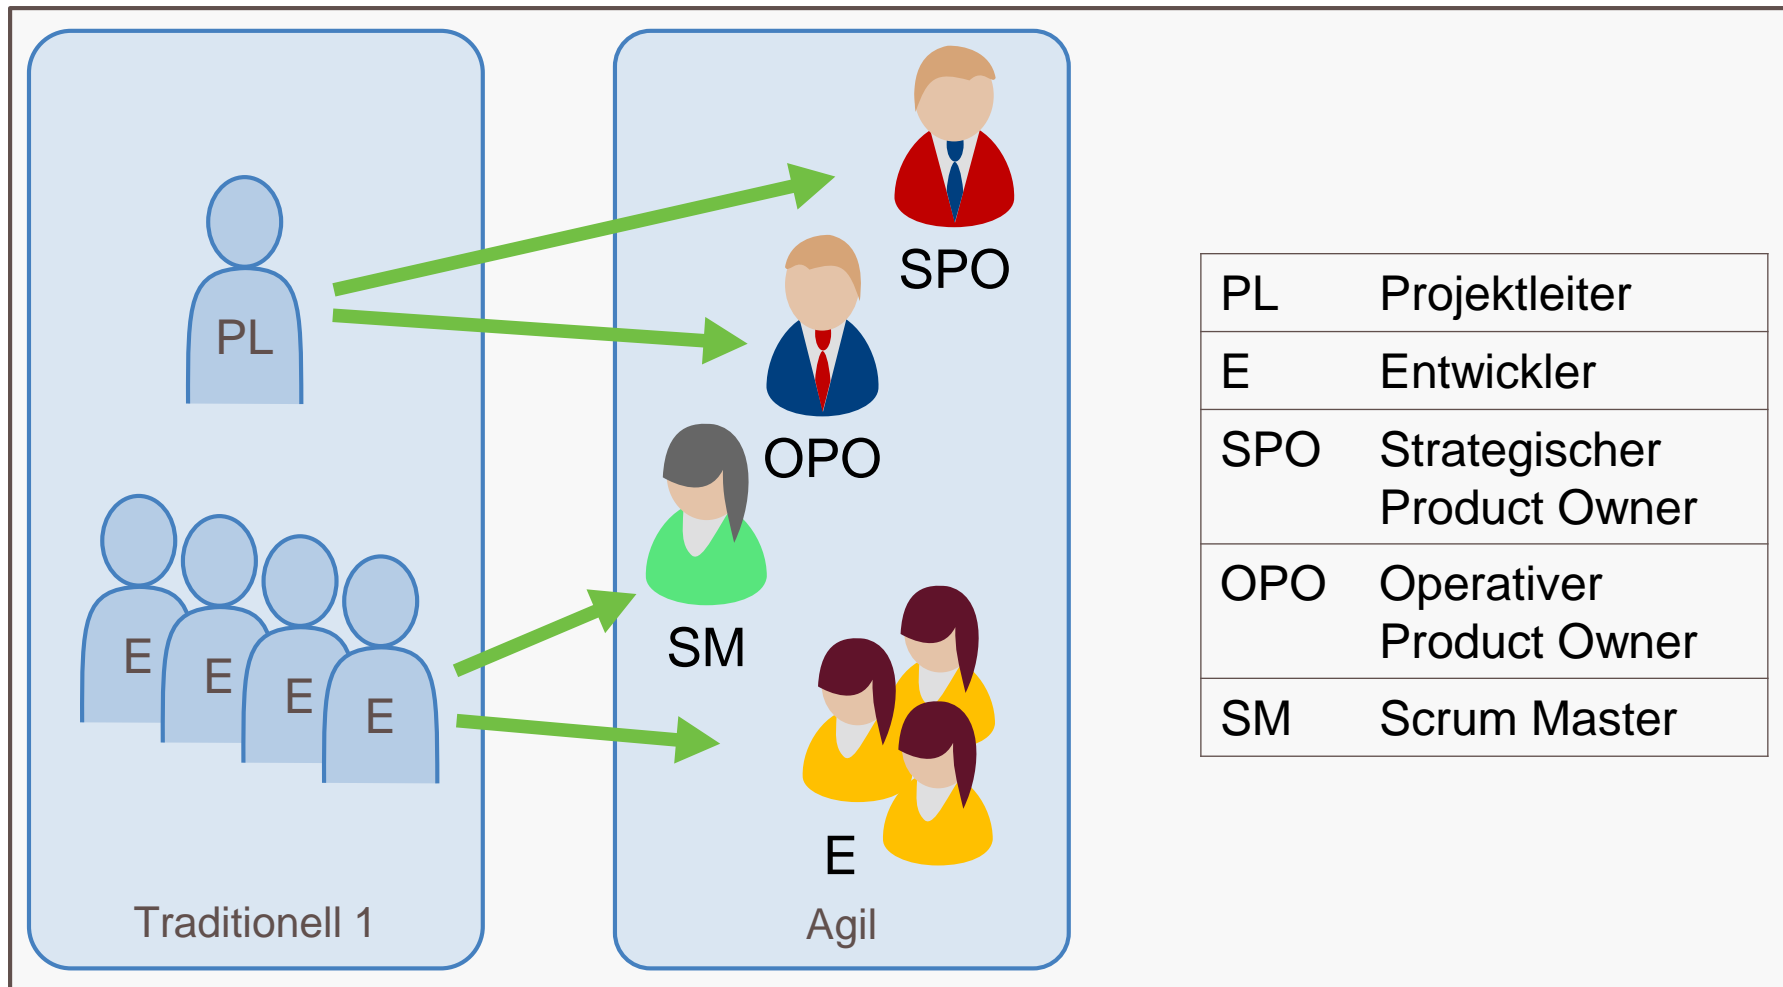 PL
E
E
E
E
Traditionell 1
SPO
OPO
SM
E
Agil
PL Projektleiter
E Entwickler
SPO Strategischer
Product Owner
OPO Operativer
Product Owner
SM Scrum Master